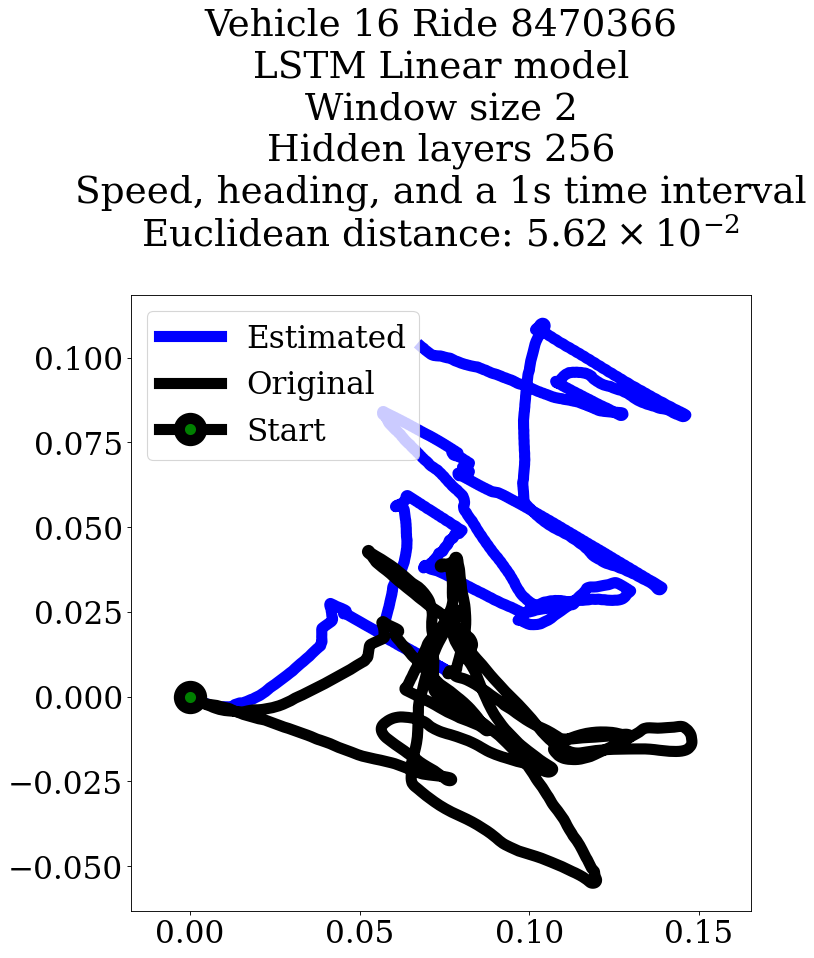 Vehicle 16 Ride 8470366
LSTM Linear model
Window size 2
Hidden layers 256
Speed, heading, and a 1s time interval
Euclidean distance: 5.62 × 10⁻²
Estimated
Original
Start
0.100
0.075
0.050
0.025
0.000
−0.025
−0.050
0.00 0.05 0.10 0.15